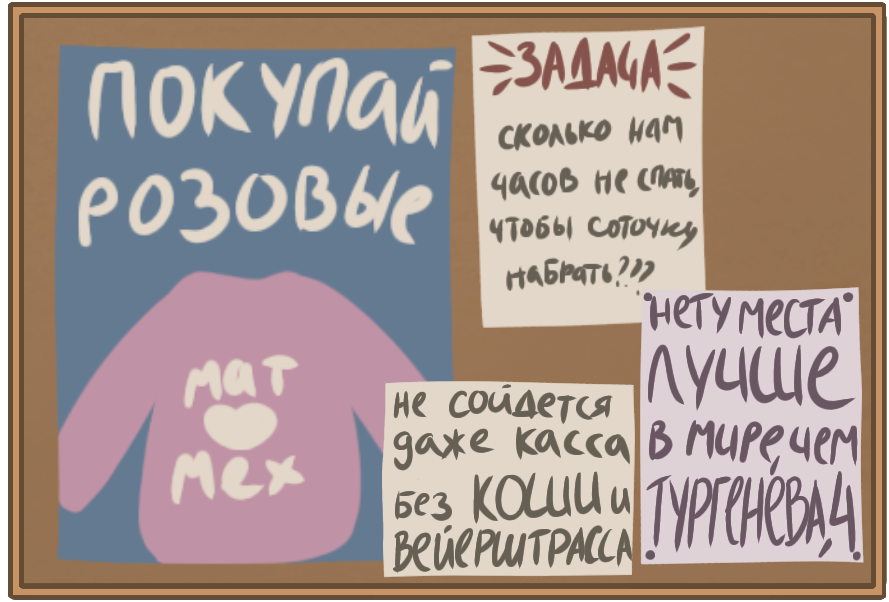 ПОКУПАЙ
РОЗОВЫЕ
МАТ
МЕХ
ЗАДАЧА
СКОЛЬКО НАМ
ЧАСОВ НЕ СПАТЬ,
ЧТОБЫ СОТОЧКУ
НАБРАТЬ???
НЕ СОЙДЕТСЯ
ДАЖЕ КАССА
БЕЗ КОШИ И
ВЕЙЕРШТРАССА
НЕТУ МЕСТА
ЛУЧШЕ
В МИРЕ, ЧЕМ
ТУРГЕНЕВА,4